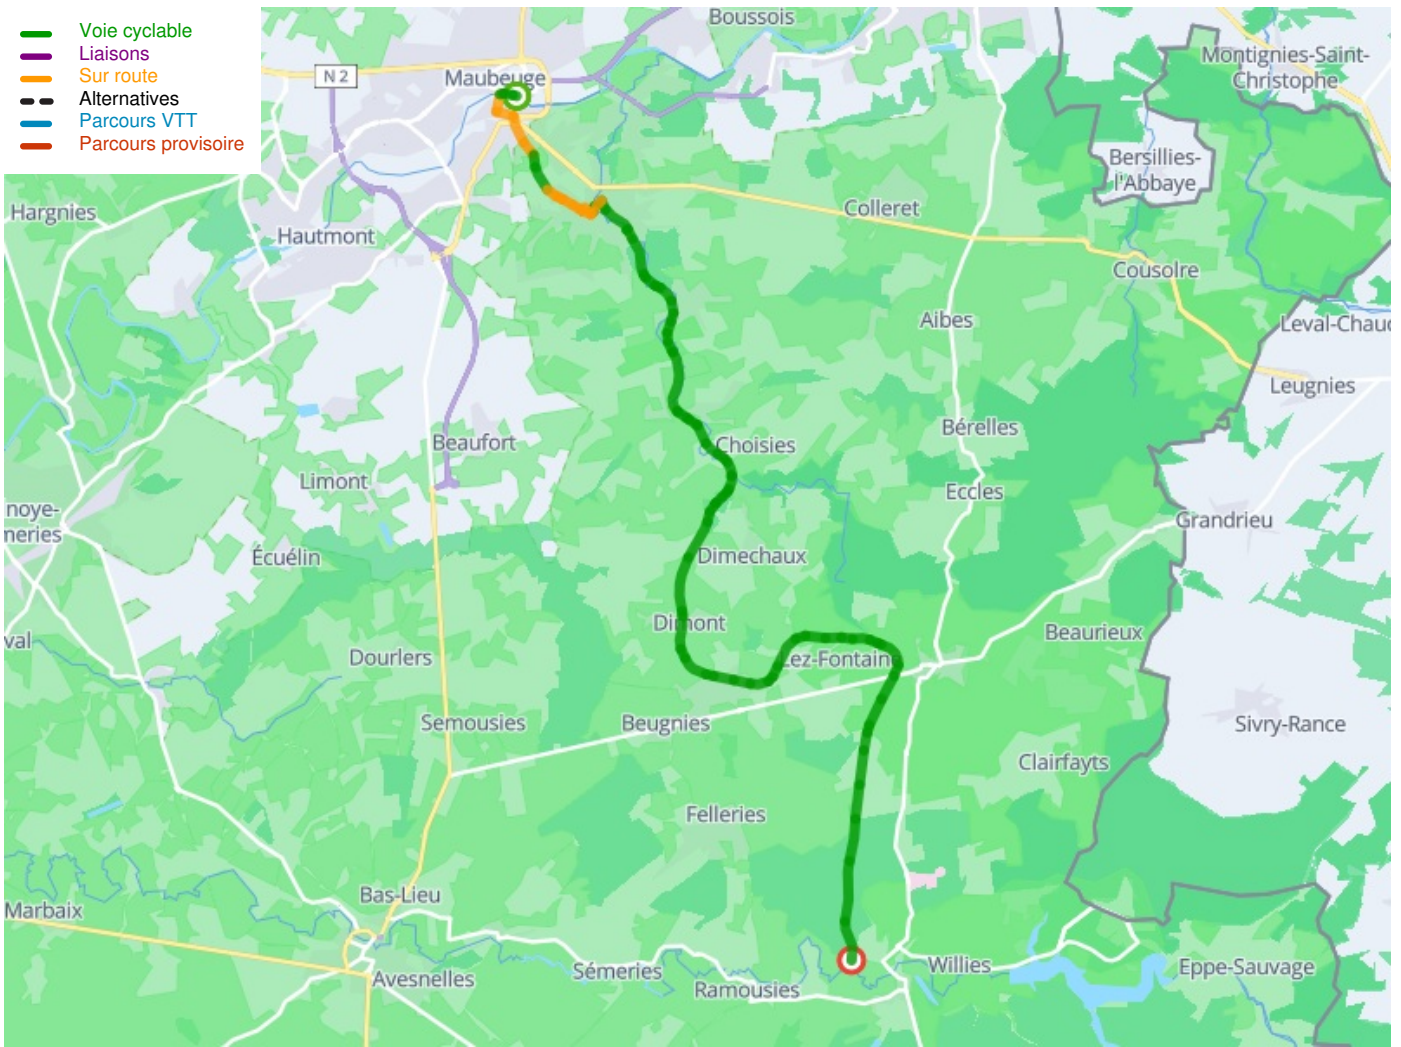 Voie cyclable
Liaisons
Sur route
Alternatives
Parcours VTT
Parcours provisoire
Boussois
Montignies-Saint-
Christophe
N 2
Maubeuge
Bersillies-
l'Abbaye
Hargnies
Colleret
Hautmont
Cousolre
Aibes
Leval-Chauc
Leugnies
Bérelles
Beaufort
Choisies
Limont
Eccles
noye-
neries
Grandrieu
Écuélin
Dimechaux
Dimont
Beaurieux
val
Dourlers
Lez-Fontain
Semousies
Beugnies
Sivry-Rance
Clairfayts
Felleries
Bas-Lieu
Marbaix
Willies
Eppe-Sauvage
Sémeries
Avesnelles
Ramousies